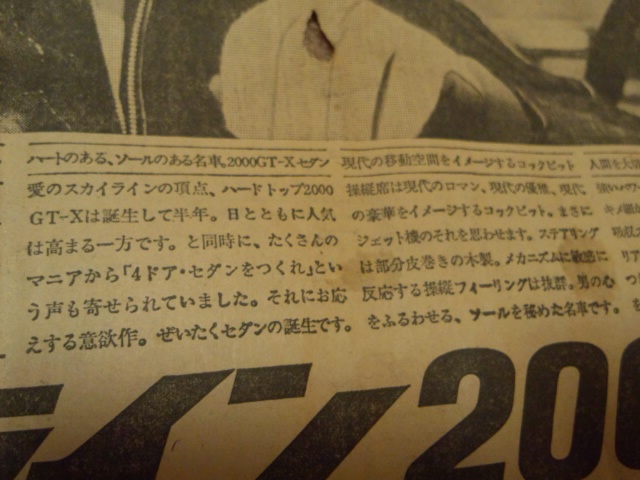 ハートのある、ソールのある名車。2000GT-Xセダン
愛のスカイラインの頂点、ハードトップ2000
GT-Xは誕生して半年。日とともに人気
は高まる一方です。と同時に、たくさんの
マニアから「4ドア・セダンをつくれ」とい
う声も寄せられていました。それにお応
えする意欲作。ぜいたくセダンの誕生です。
現代の移動空間をイメージするコックピット
操縦席は現代のロマン、現代の優雅、現代
の豪華をイメージするコックピット。まさに
ジェット機のそれを思わせます。ステアリング
は部分皮巻きの木製。メカニズムに敏感に
反応する操縦フィーリングは抜群。男の心
をふるわせる、ソールを秘めた名車です。
人間を大
ライン200